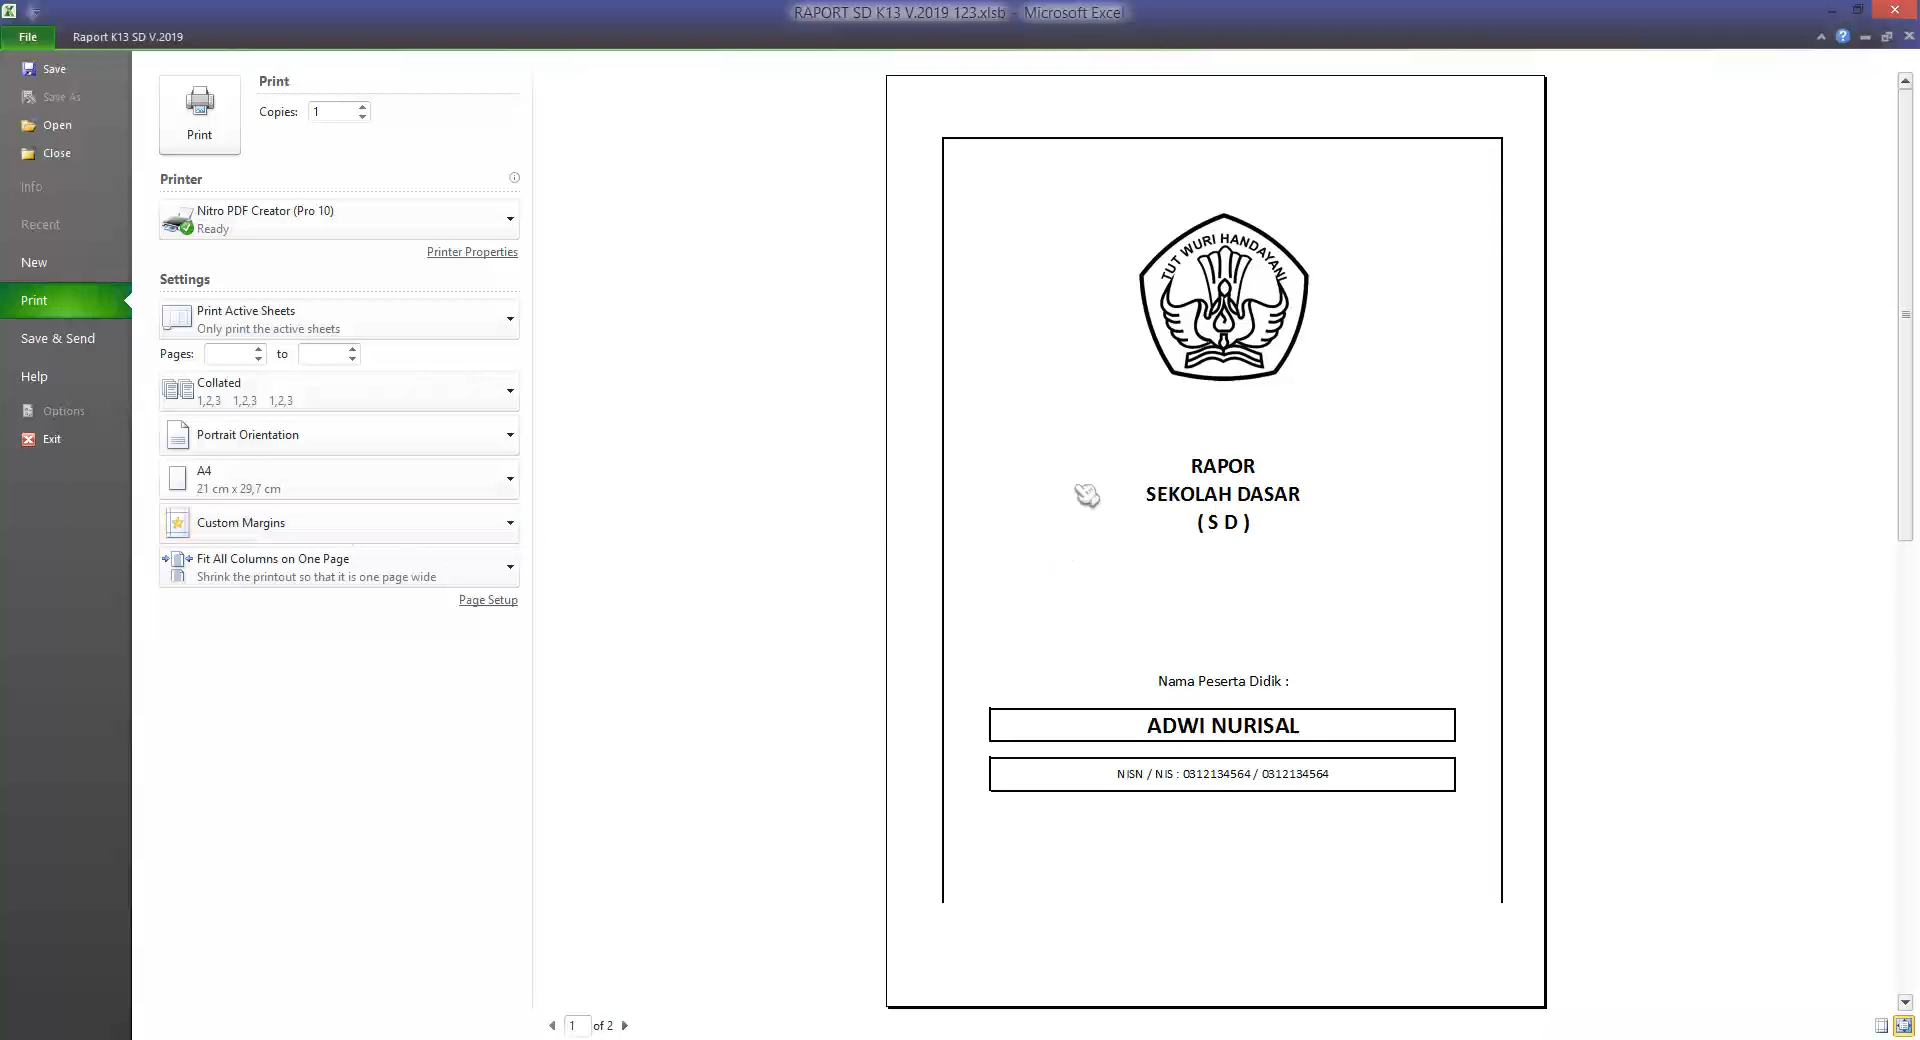 RAPORT SD K13 V.2019 123.xlsb - Microsoft Excel
File
Raport K13 SD V.2019
Save
Save As
Open
Close
Info
Recent
New
Print
Save & Send
Help
Options
Exit
Print
Print
Copies: 1
Printer
Nitro PDF Creator (Pro 10)
Ready
Printer Properties
Settings
Print Active Sheets
Only print the active sheets
Pages: to
Collated
1,2,3 1,2,3 1,2,3
Portrait Orientation
A4
21 cm x 29,7 cm
Custom Margins
Fit All Columns on One Page
Shrink the printout so that it is one page wide
Page Setup
1 of 2
TUT WURI HANDAYANI
RAPOR
SEKOLAH DASAR
( S D )
Nama Peserta Didik :
ADWI NURISAL
NISN / NIS : 0312134564 / 0312134564